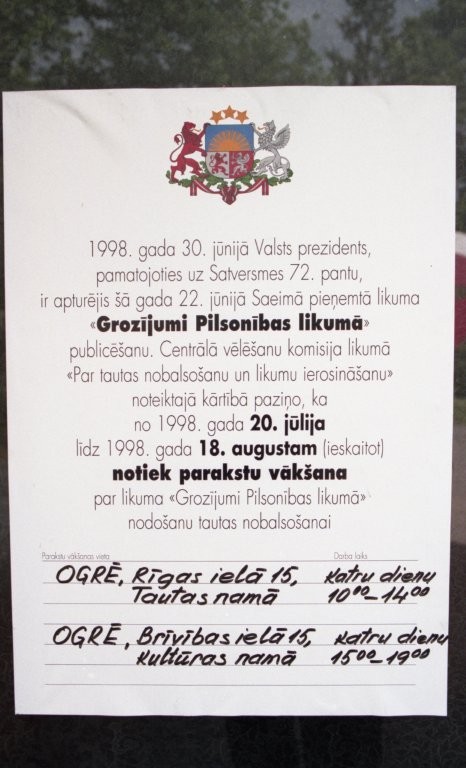 1998. gada 30. jūnijā Valsts prezidents,
pamatojoties uz Satversmes 72. pantu,
ir apturējis šā gada 22. jūnijā Saeimā pieņemtā likuma
«Grozījumi Pilsonības likumā»
publicēšanu. Centrālā vēlēšanu komisija likumā
«Par tautas nobalsošanu un likumu ierosināšanu»
noteiktajā kārtībā paziņo, ka
no 1998. gada 20. jūlija
līdz 1998. gada 18. augustam (ieskaitot)
notiek parakstu vākšana
par likuma «Grozījumi Pilsonības likumā»
nodošanu tautas nobalsošanai
Parakstu vākšanas vieta Darba laiks
OGRĒ, Rīgas ielā 15, katru dienu
Tautas namā 10⁰⁰–14⁰⁰
OGRĒ, Brīvības ielā 15, katru dienu
Kultūras namā 15⁰⁰–19⁰⁰